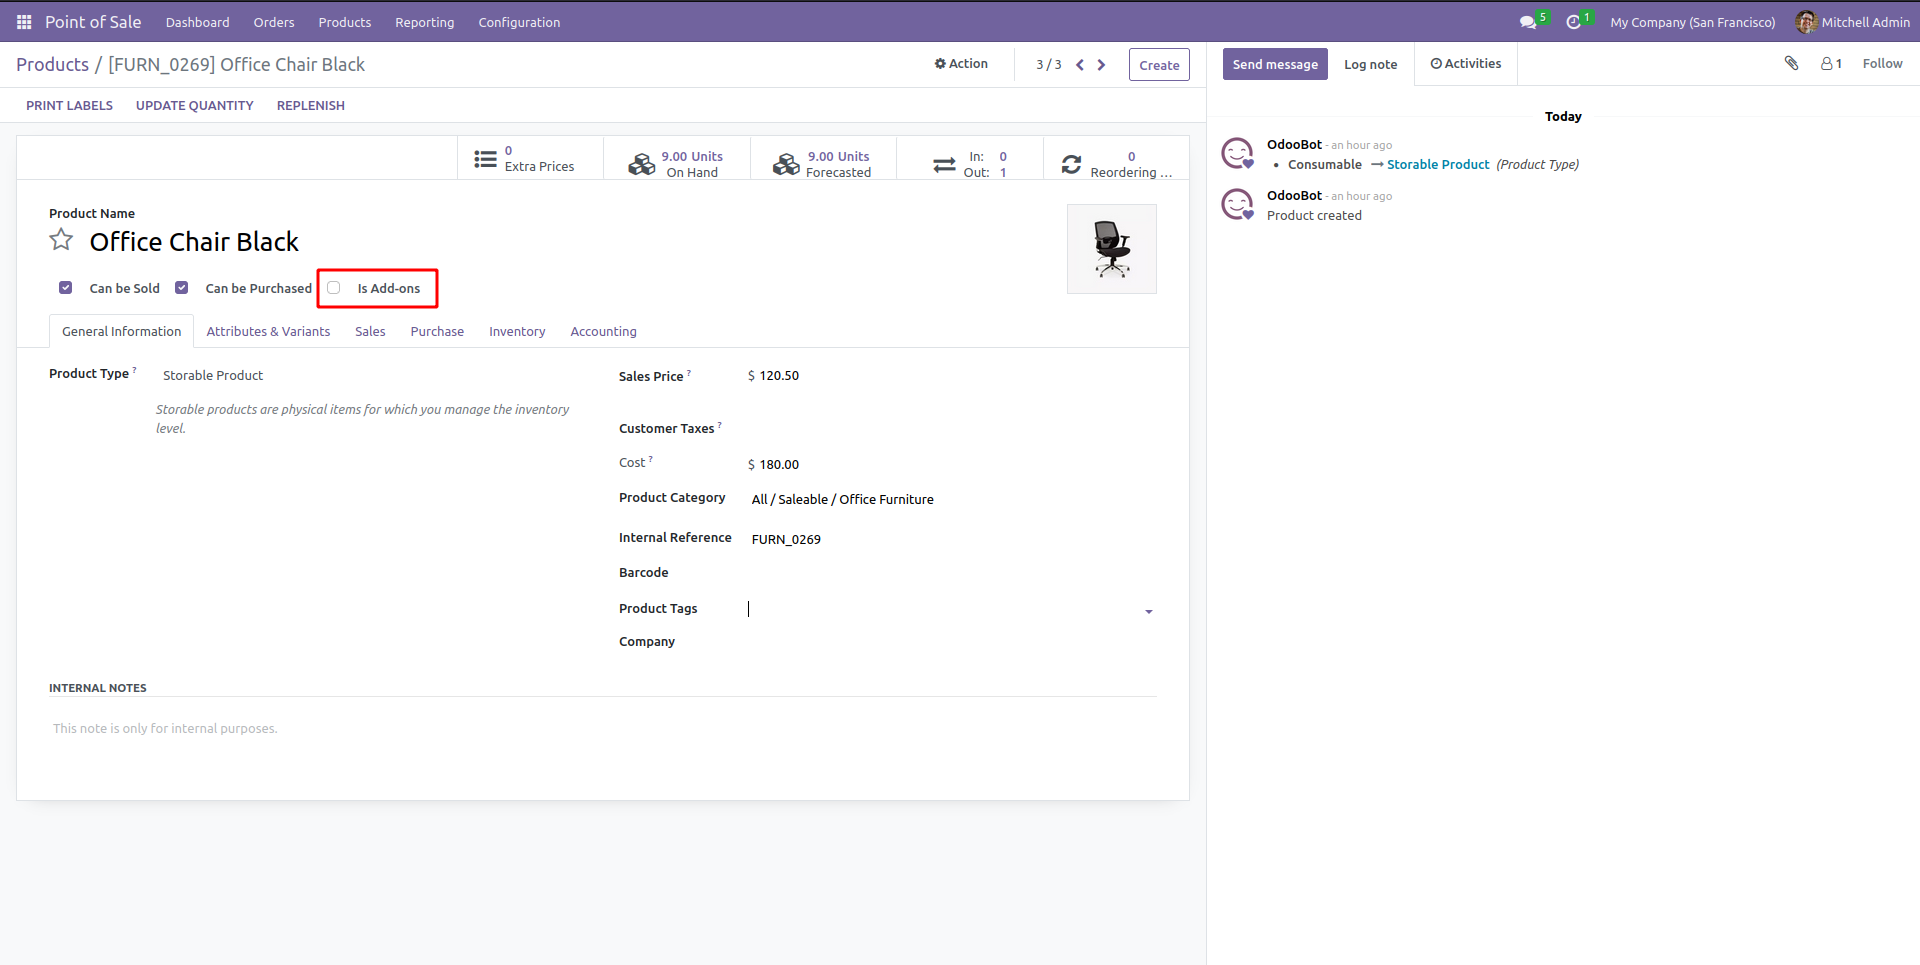 Point of Sale Dashboard Orders Products Reporting Configuration 5 1 My Company (San Francisco) Mitchell Admin
Products / [FURN_0269] Office Chair Black Action 3 / 3 Create
PRINT LABELS UPDATE QUANTITY REPLENISH
0
Extra Prices
9.00 Units
On Hand
9.00 Units
Forecasted
In: 0
Out: 1
0
Reordering ...
Product Name
Office Chair Black
Can be Sold Can be Purchased Is Add-ons
General Information Attributes & Variants Sales Purchase Inventory Accounting
Product Type ? Storable Product
Storable products are physical items for which you manage the inventory
level.
Sales Price ? $ 120.50
Customer Taxes ?
Cost ? $ 180.00
Product Category All / Saleable / Office Furniture
Internal Reference FURN_0269
Barcode
Product Tags
Company
INTERNAL NOTES
This note is only for internal purposes.
Send message Log note Activities 1 Follow
Today
OdooBot - an hour ago
• Consumable → Storable Product (Product Type)
OdooBot - an hour ago
Product created